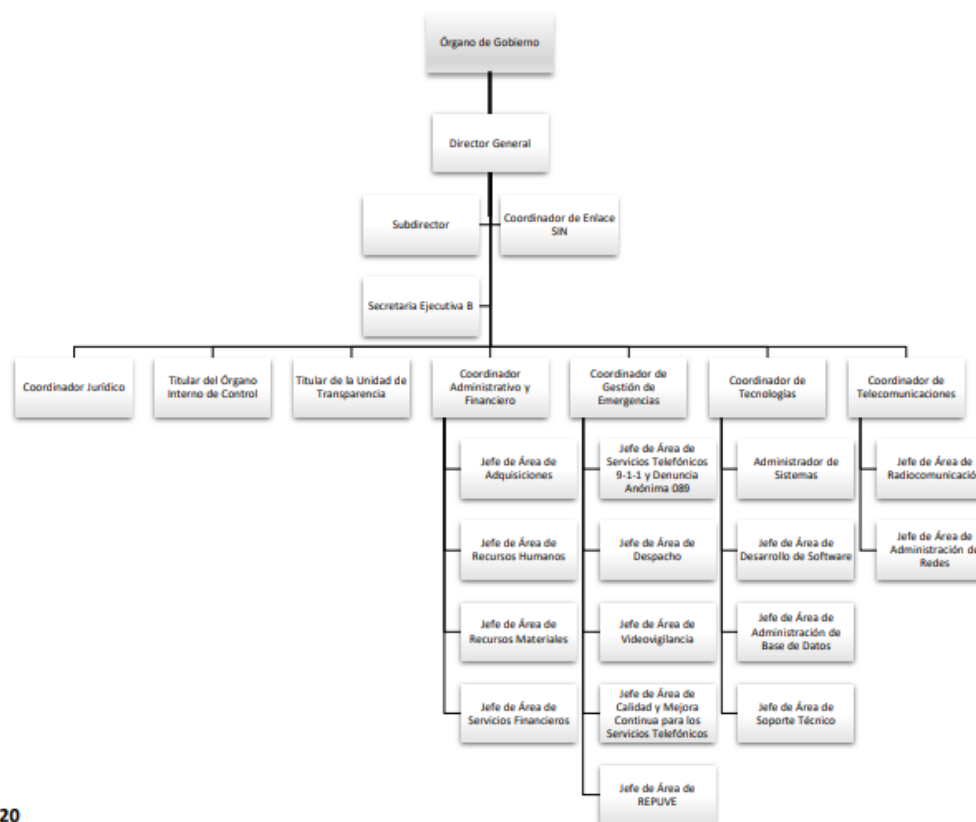 Órgano de Gobierno
Director General
Subdirector
Coordinador de Enlace
SIN
Secretaria Ejecutiva B
Coordinador Jurídico
Titular del Órgano
Interno de Control
Titular de la Unidad de
Transparencia
Coordinador
Administrativo y
Financiero
Coordinador de
Gestión de
Emergencias
Coordinador de
Tecnologías
Coordinador de
Telecomunicaciones
Jefe de Área de
Adquisiciones
Jefe de Área de
Recursos Humanos
Jefe de Área de
Recursos Materiales
Jefe de Área de
Servicios Financieros
Jefe de Área de
Servicios Telefónicos
9-1-1 y Denuncia
Anónima 089
Jefe de Área de
Despacho
Jefe de Área de
Videovigilancia
Jefe de Área de
Calidad y Mejora
Continua para los
Servicios Telefónicos
Jefe de Área de
REPUVE
Administrador de
Sistemas
Jefe de Área de
Desarrollo de Software
Jefe de Área de
Administración de
Base de Datos
Jefe de Área de
Soporte Técnico
Jefe de Área de
Radiocomunicació
Jefe de Área de
Administración de
Redes
20